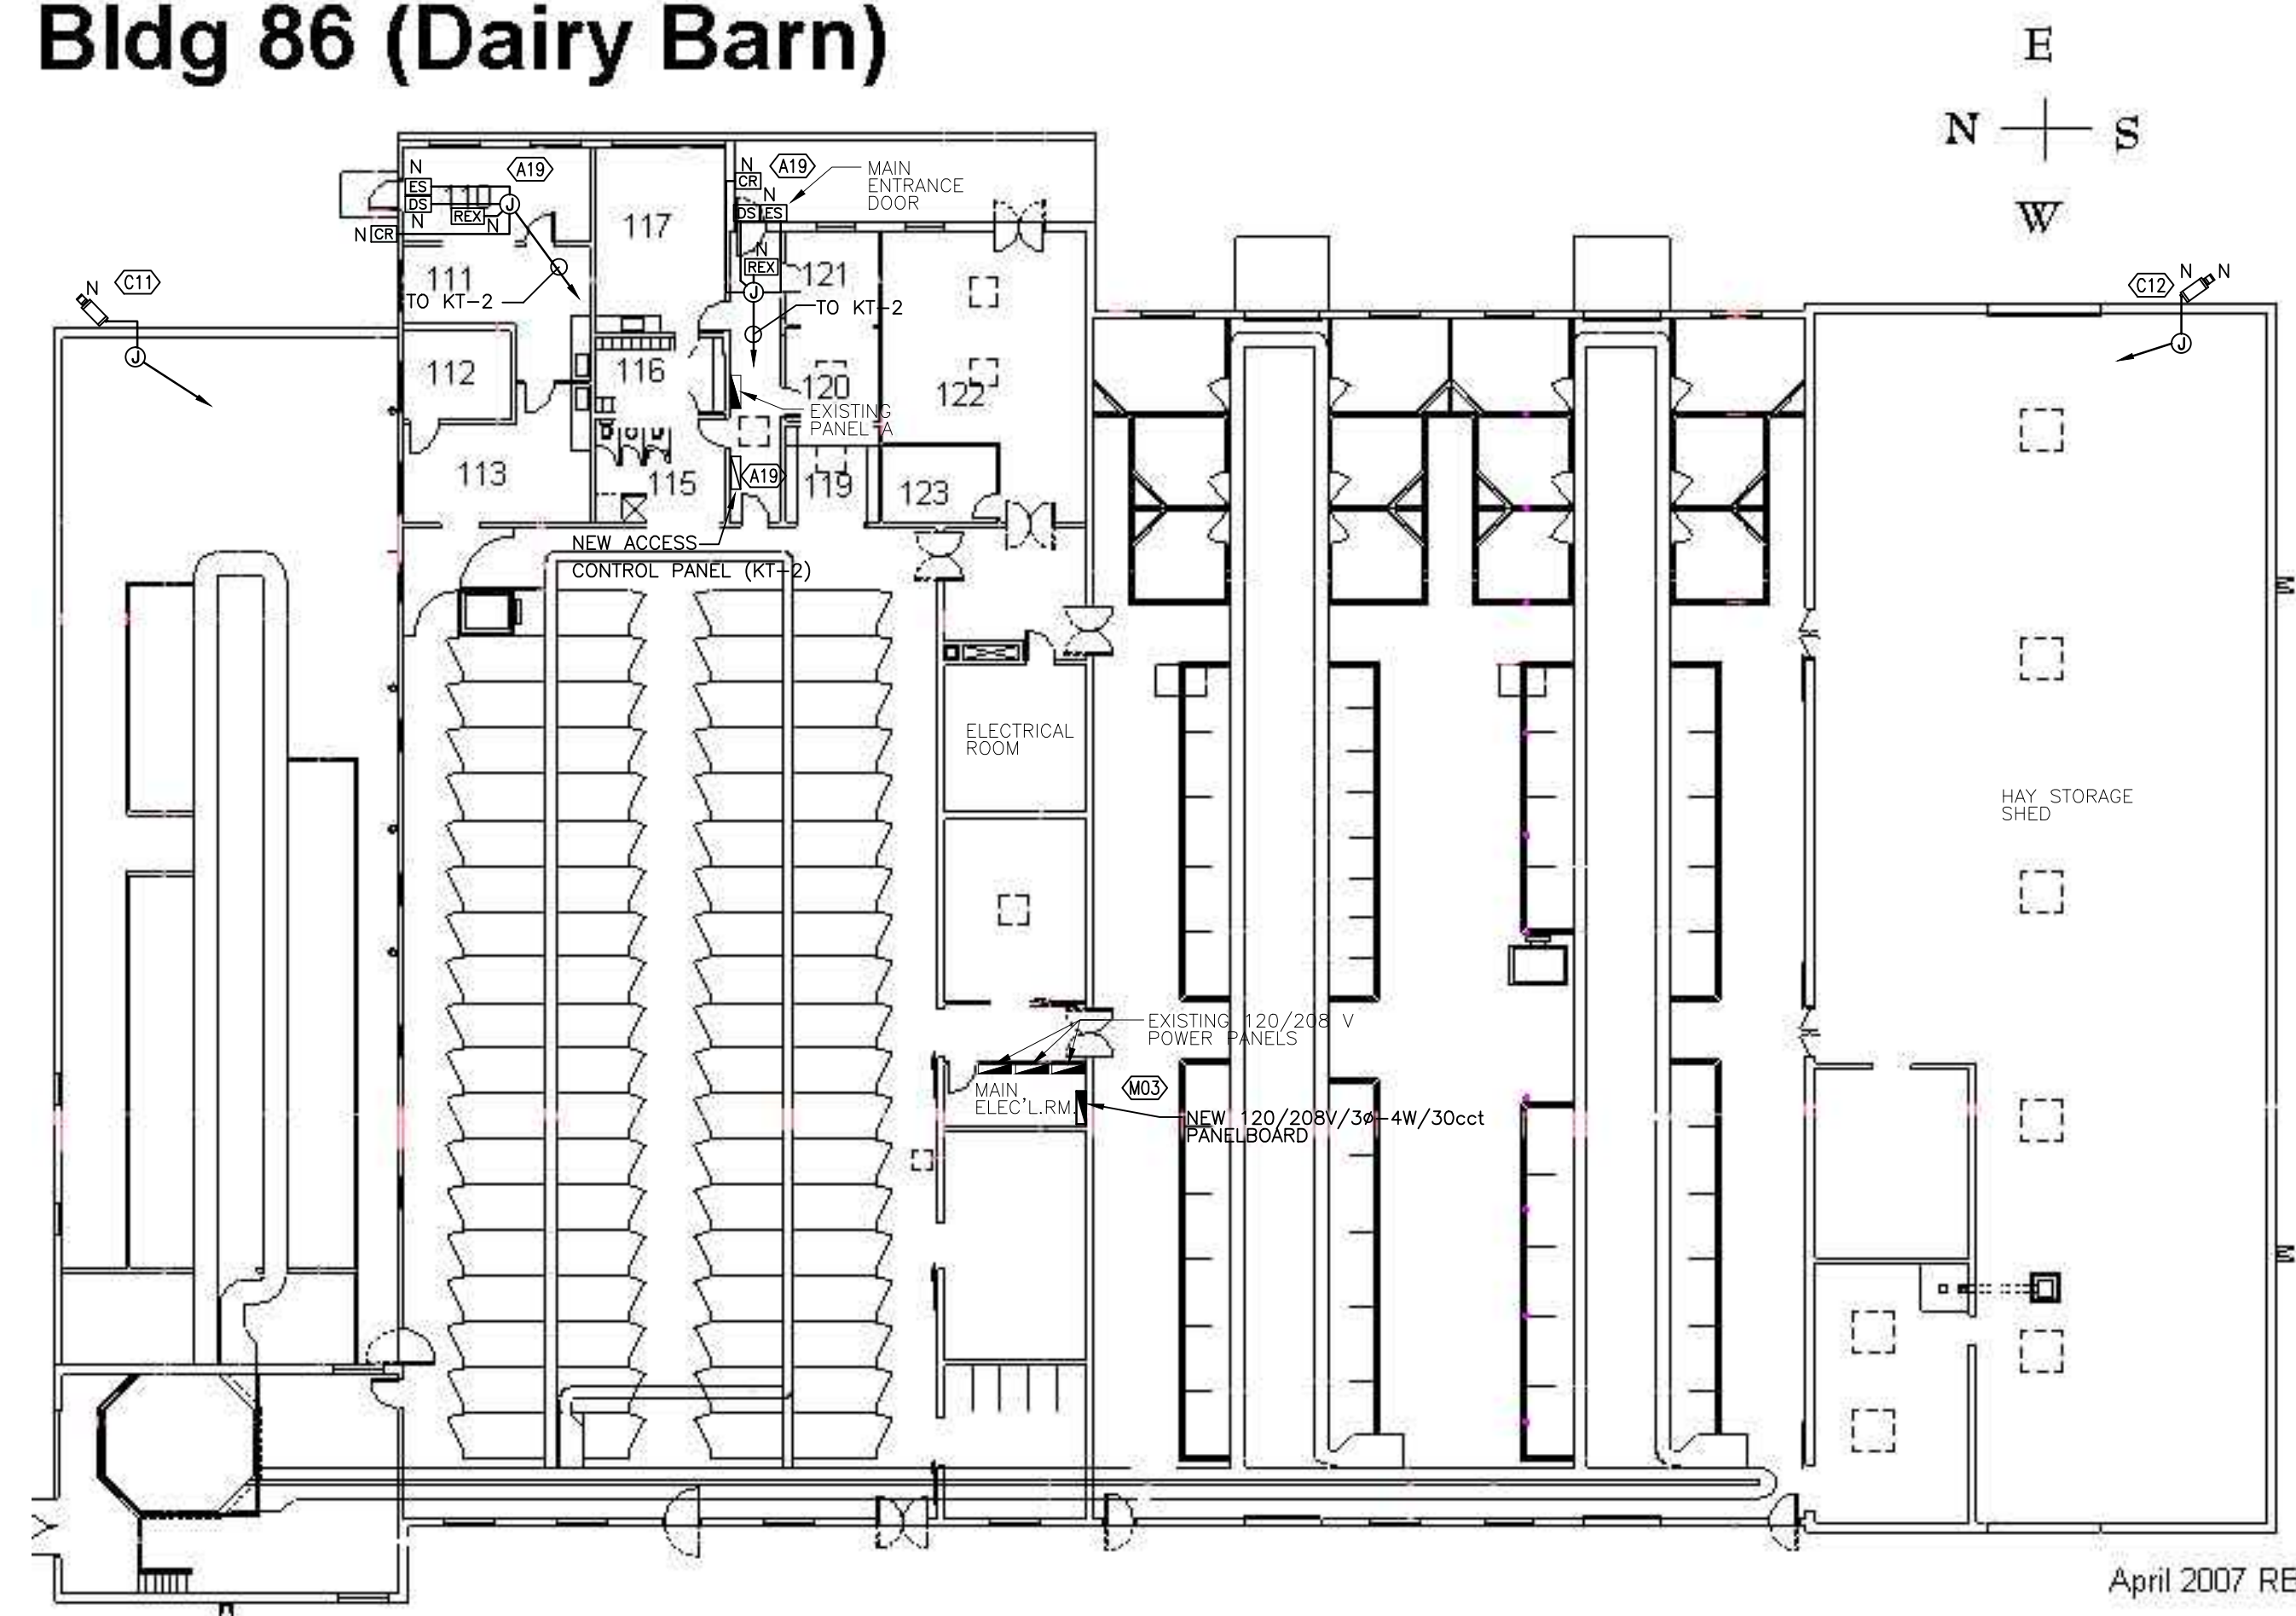 Bldg 86 (Dairy Barn)
E
N
S
W
N
A19
ES
DS
REX
N
N
J
N CR
111
TO KT-2
117
N
A19
CR
N
DS
ES
MAIN
ENTRANCE
DOOR
N
REX
J
121
TO KT-2
N
C11
J
C12
N
N
J
112
116
120
122
EXISTING
PANEL A
113
115
A19
119
123
NEW ACCESS
CONTROL PANEL (KT-2)
ELECTRICAL
ROOM
HAY STORAGE
SHED
EXISTING 120/208 V
POWER PANELS
MAIN
ELEC'L.RM.
M03
NEW 120/208V/3ø-4W/30cct
PANELBOARD
April 2007 RE